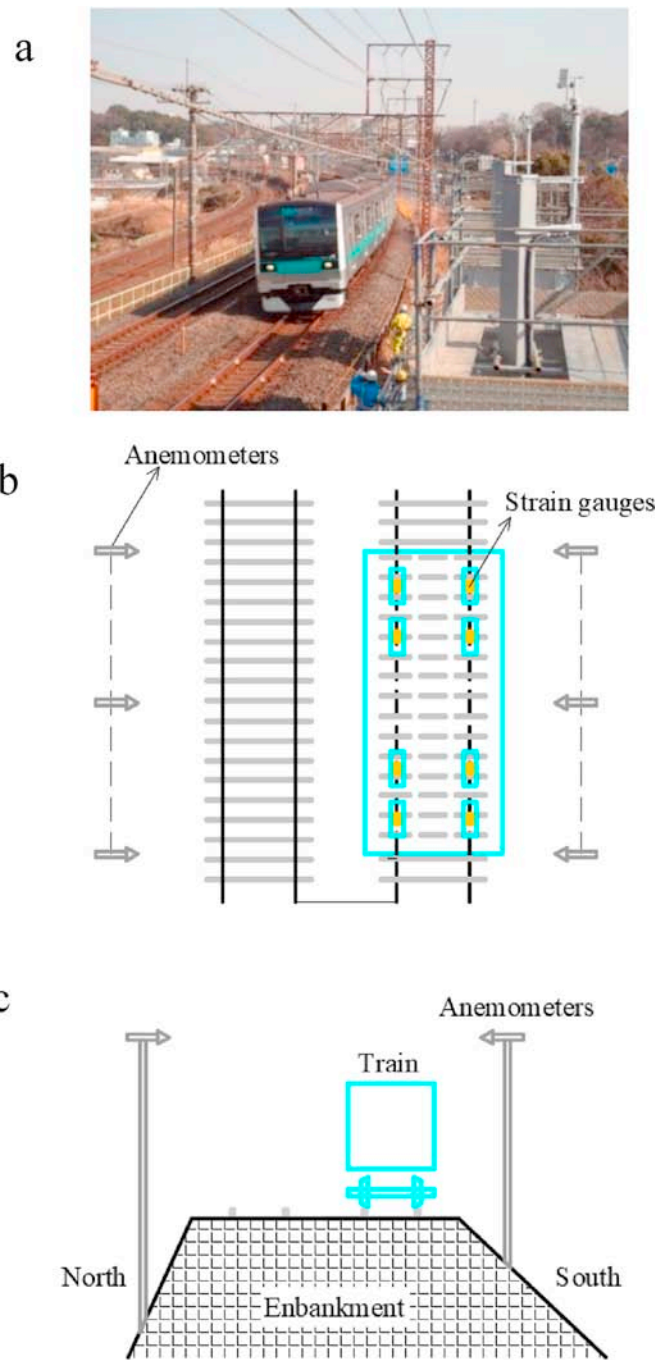 a
b
Anemometers
Strain gauges
c
Anemometers
Train
North
South
Enbankment